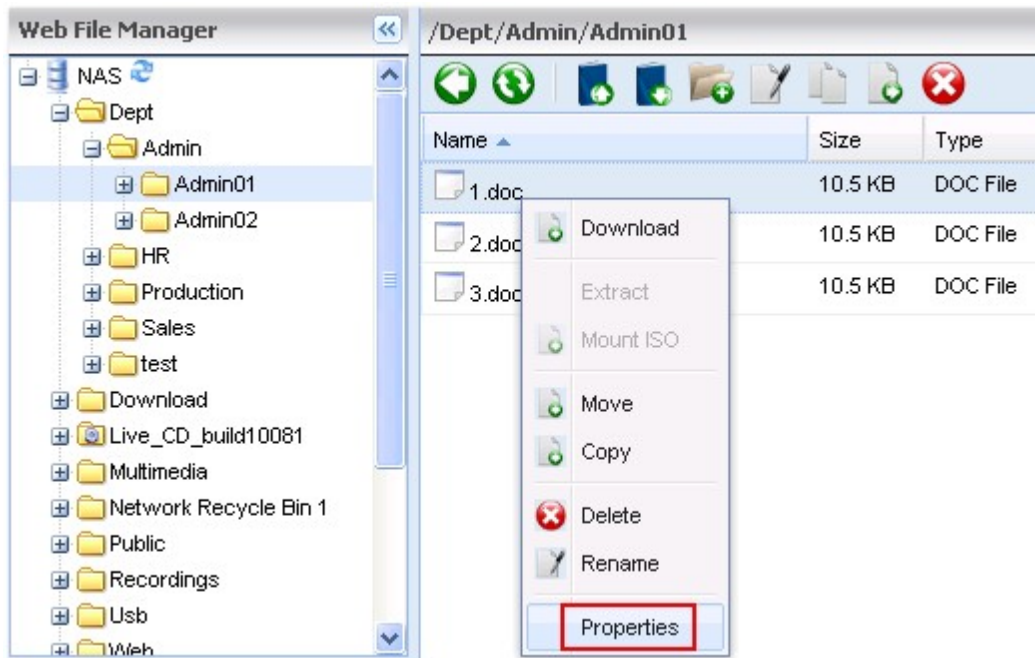 Web File Manager
NAS
Dept
Admin
Admin01
Admin02
HR
Production
Sales
test
Download
Live_CD_build10081
Multimedia
Network Recycle Bin 1
Public
Recordings
Usb
Web
/Dept/Admin/Admin01
Name Size Type
1.doc 10.5 KB DOC File
2.doc 10.5 KB DOC File
3.doc 10.5 KB DOC File
Download
Extract
Mount ISO
Move
Copy
Delete
Rename
Properties